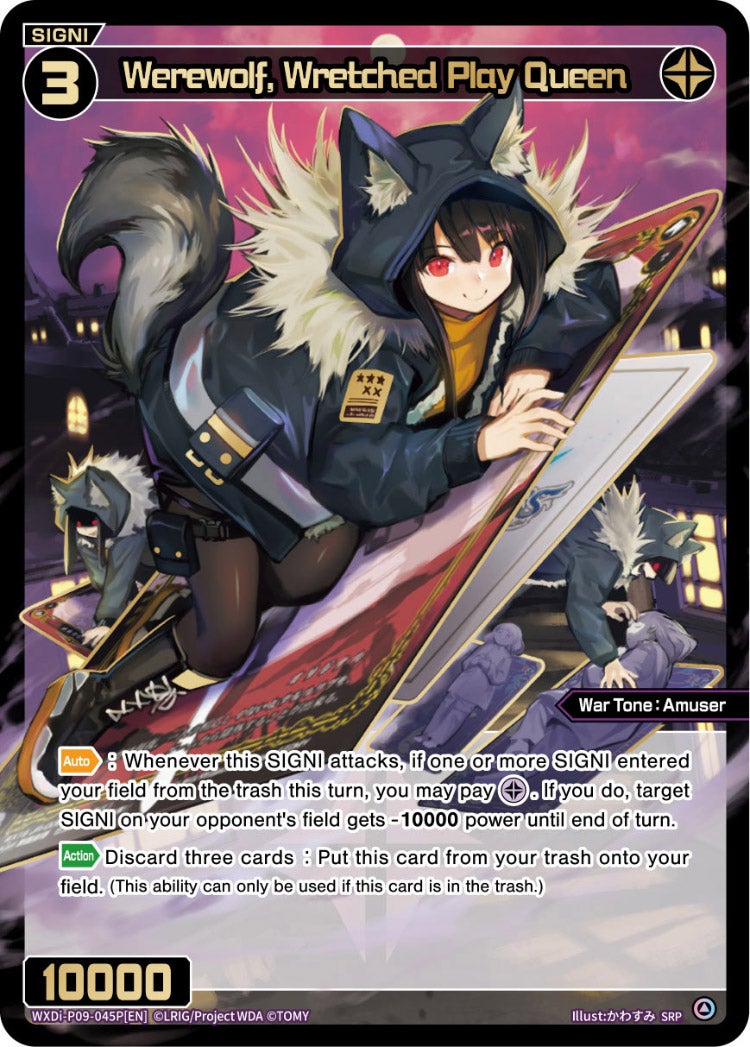 SIGNI
3 Werewolf, Wretched Play Queen
War Tone : Amuser
Auto : Whenever this SIGNI attacks, if one or more SIGNI entered
your field from the trash this turn, you may pay . If you do, target
SIGNI on your opponent's field gets -10000 power until end of turn.
Action Discard three cards : Put this card from your trash onto your
field. (This ability can only be used if this card is in the trash.)
10000
WXDi-P09-045P[EN] ©LRIG/Project WDA ©TOMY Illust:かわすみ SRP